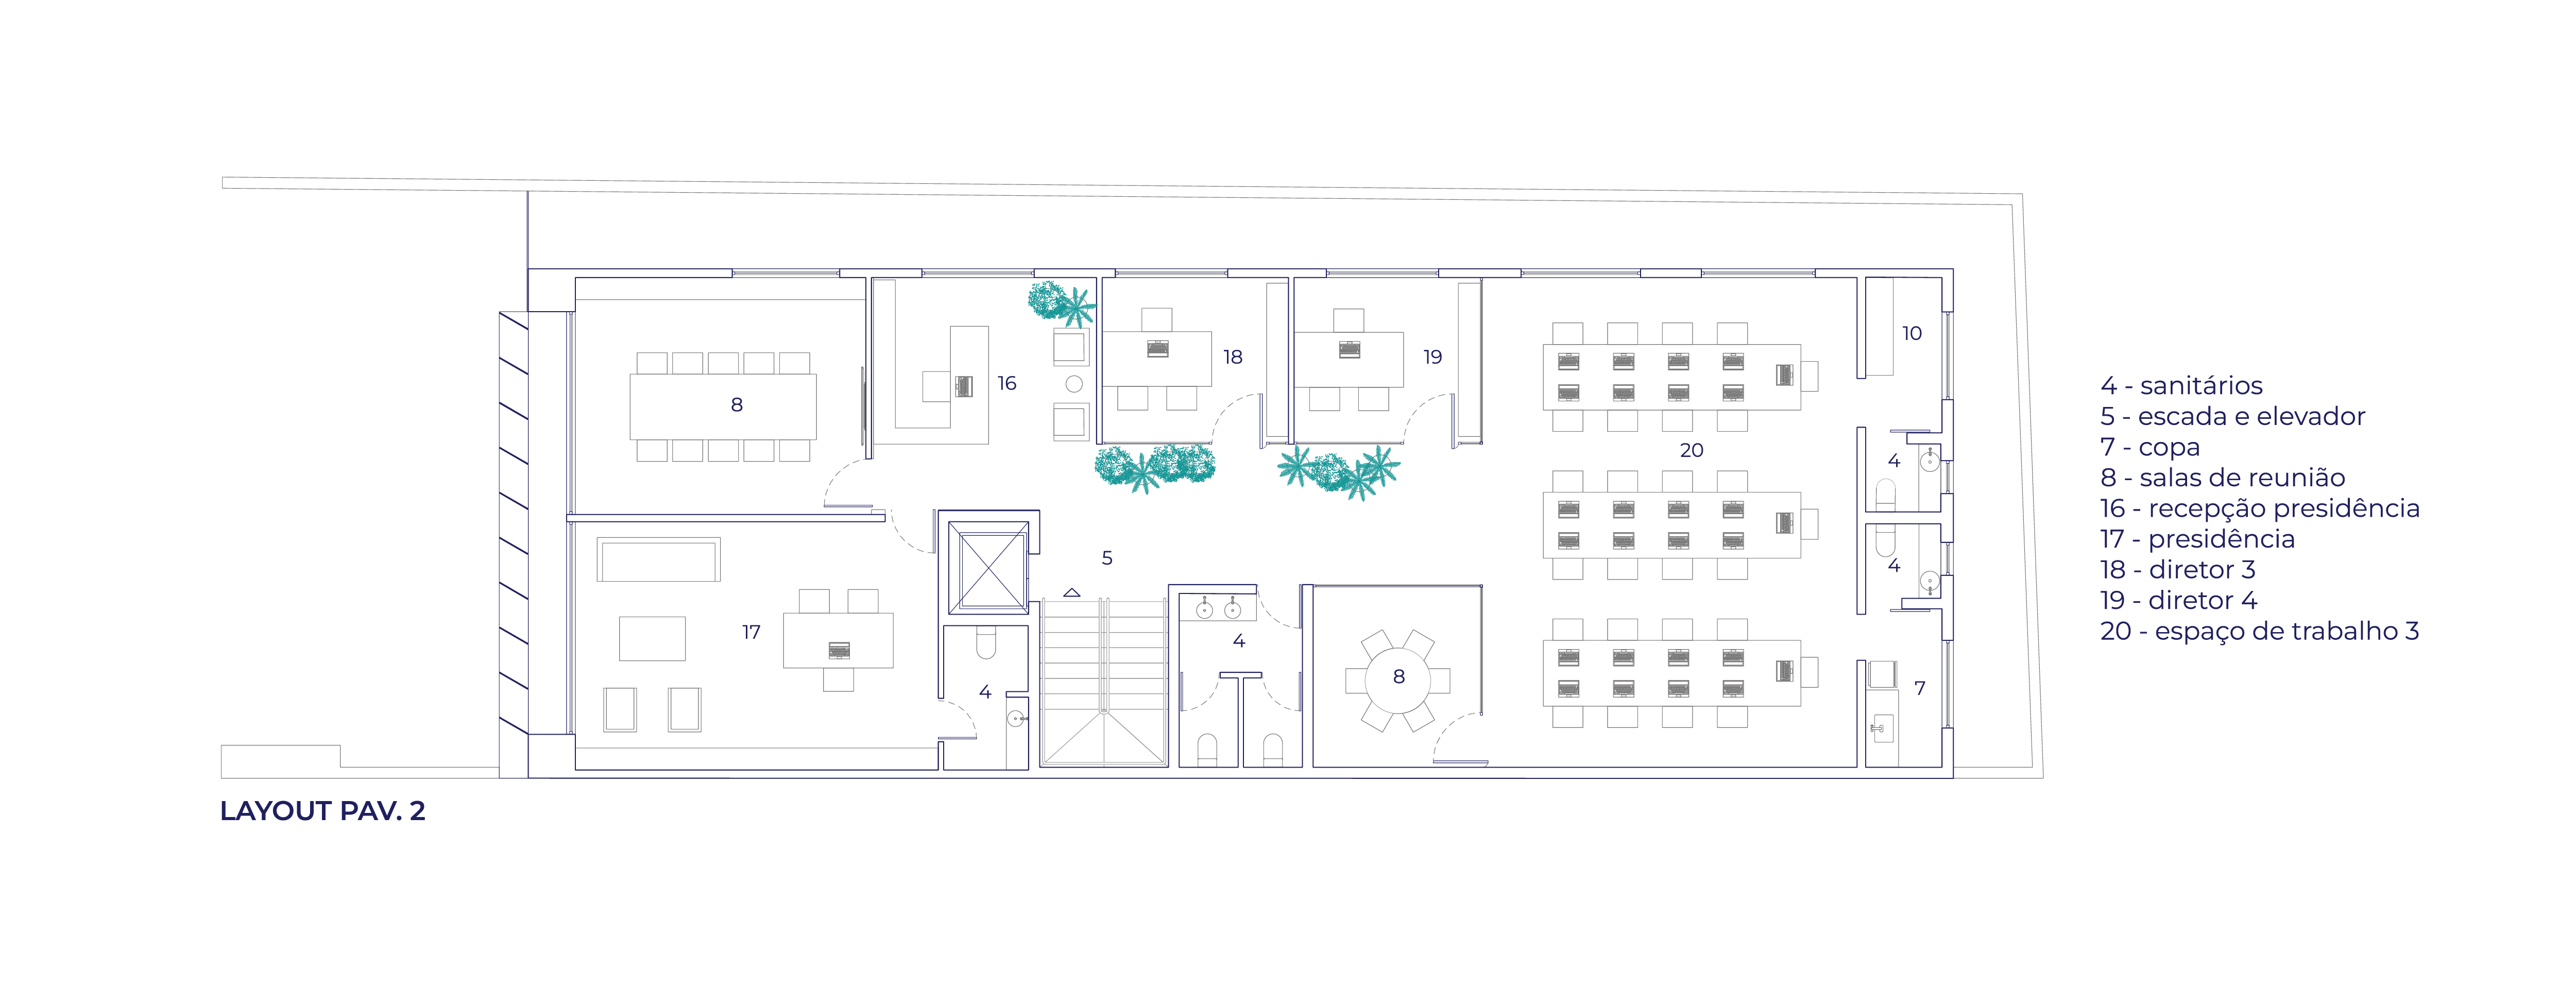 8
16
18
19
10
20
4
4
5
17
4
4
8
7
4 - sanitários
5 - escada e elevador
7 - copa
8 - salas de reunião
16 - recepção presidência
17 - presidência
18 - diretor 3
19 - diretor 4
20 - espaço de trabalho 3
LAYOUT PAV. 2